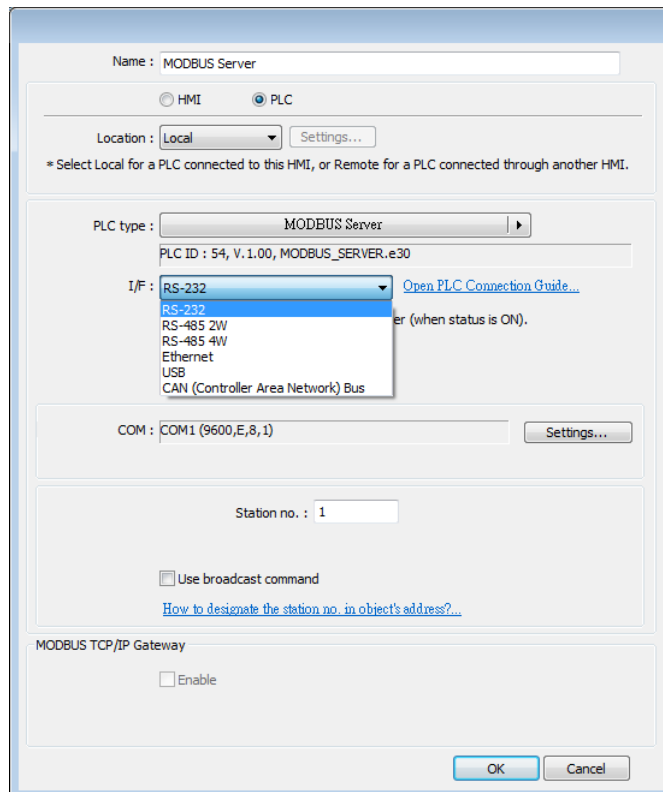 Name : MODBUS Server
HMI PLC
Location : Local Settings...
* Select Local for a PLC connected to this HMI, or Remote for a PLC connected through another HMI.
PLC type : MODBUS Server
PLC ID : 54, V.1.00, MODBUS_SERVER.e30
I/F : RS-232 Open PLC Connection Guide...
RS-232
er (when status is ON).
RS-485 2W
RS-485 4W
Ethernet
USB
CAN (Controller Area Network) Bus
COM : COM1 (9600,E,8,1) Settings...
Station no. : 1
Use broadcast command
How to designate the station no. in object's address?...
MODBUS TCP/IP Gateway
Enable
OK Cancel